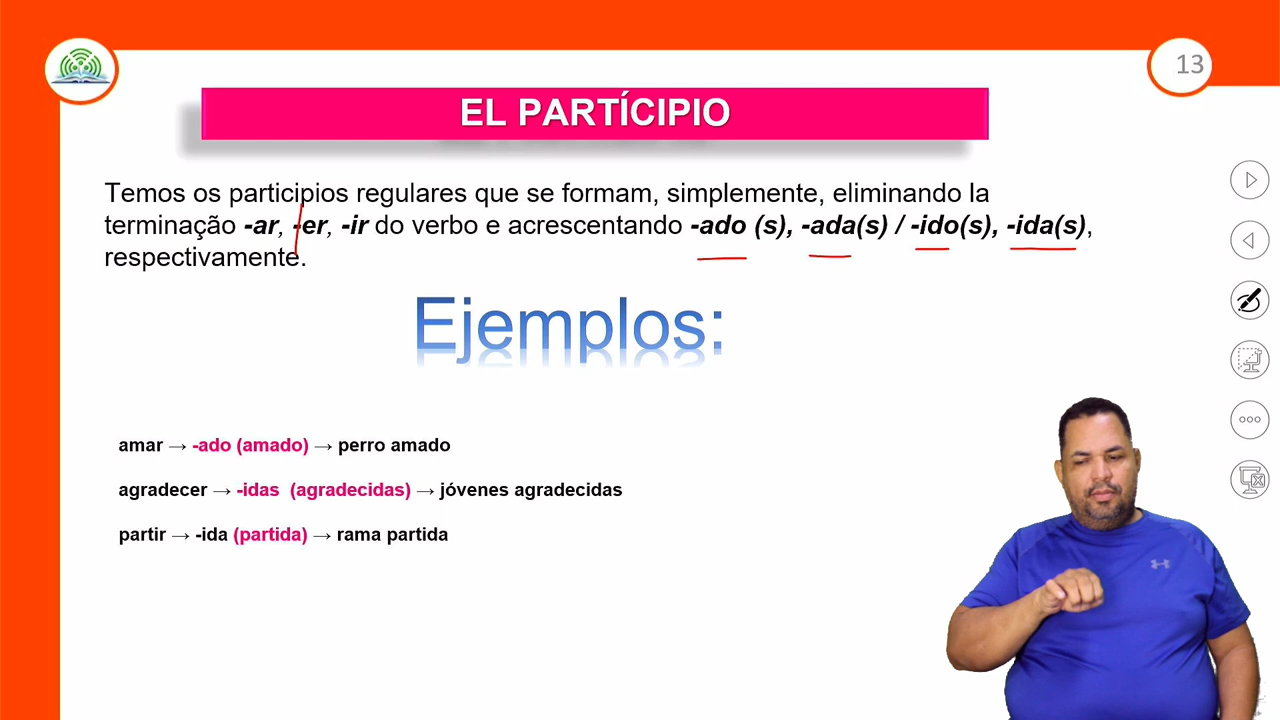 13
EL PARTÍCIPIO
Temos os participios regulares que se formam, simplemente, eliminando la
terminação -ar, -er, -ir do verbo e acrescentando -ado (s), -ada(s) / -ido(s), -ida(s),
respectivamente.
Ejemplos:
amar → -ado (amado) → perro amado
agradecer → -idas (agradecidas) → jóvenes agradecidas
partir → -ida (partida) → rama partida